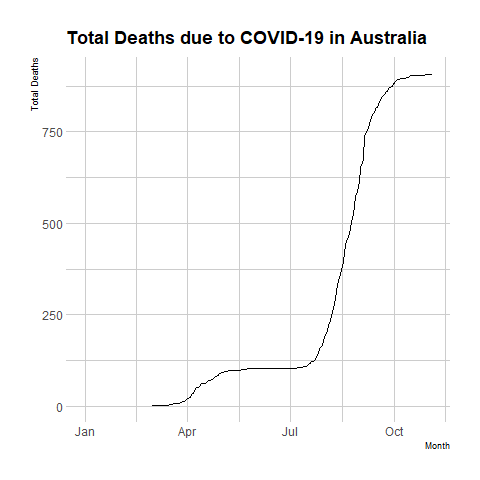 Total Deaths due to COVID-19 in Australia
Total Deaths
750
500
250
0
Jan Apr Jul Oct
Month